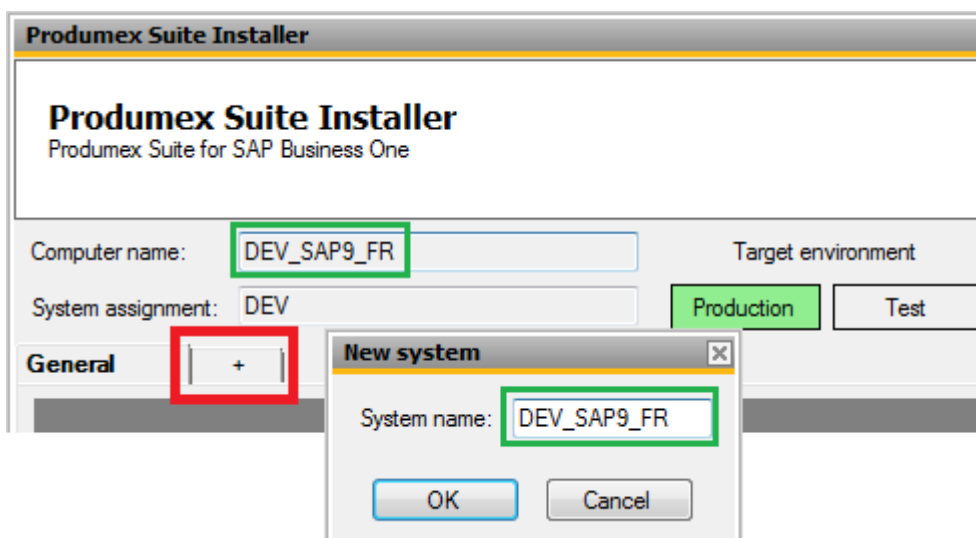 Produmex Suite Installer
Produmex Suite Installer
Produmex Suite for SAP Business One
Computer name: DEV_SAP9_FR Target environment
System assignment: DEV Production Test
General +
New system
System name: DEV_SAP9_FR
OK Cancel